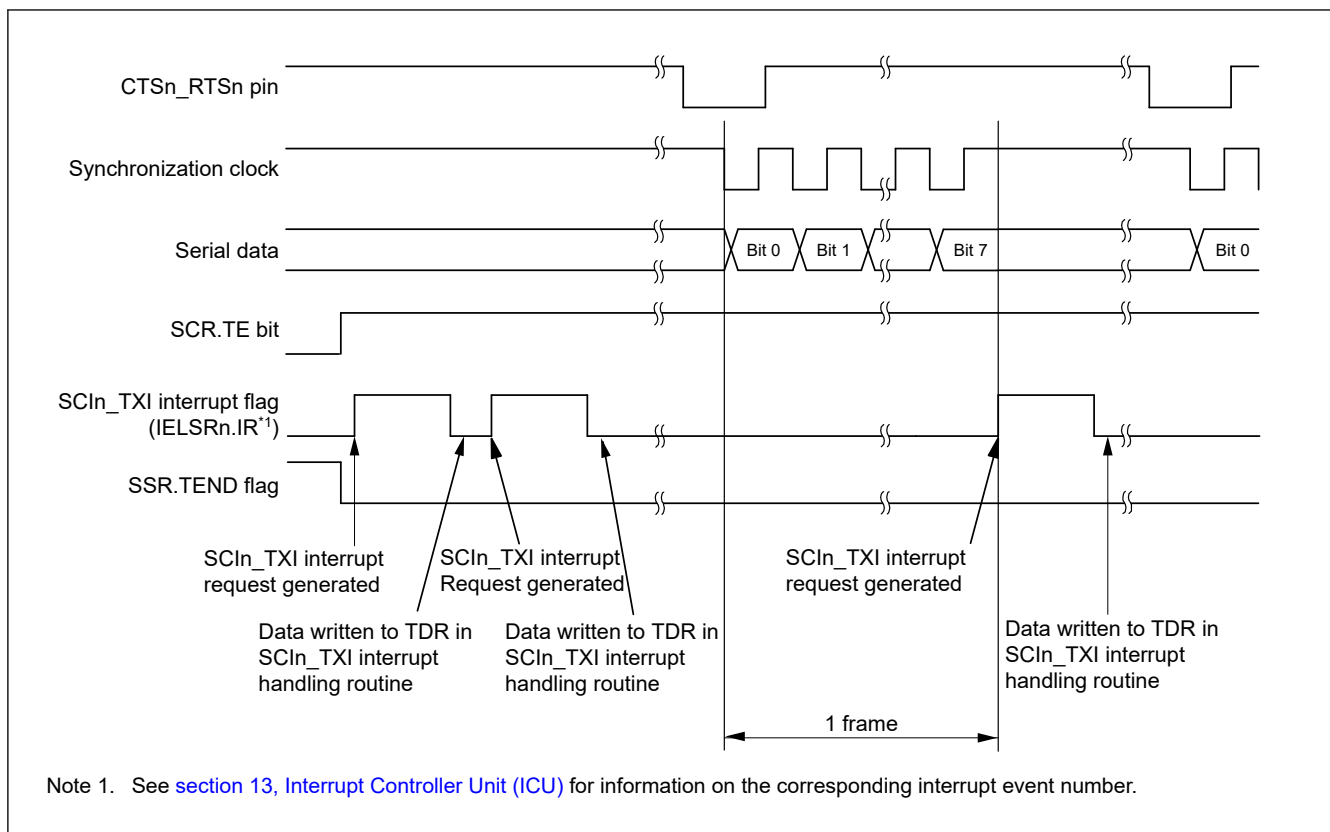 CTSn_RTSn pin
Synchronization clock
Serial data
Bit 0
Bit 1
Bit 7
Bit 0
SCR.TE bit
SCIn_TXI interrupt flag
(IELSRn.IR*1)
SSR.TEND flag
SCIn_TXI interrupt
request generated
SCIn_TXI interrupt
Request generated
SCIn_TXI interrupt
request generated
Data written to TDR in
SCIn_TXI interrupt
handling routine
Data written to TDR in
SCIn_TXI interrupt
handling routine
Data written to TDR in
SCIn_TXI interrupt
handling routine
1 frame
Note 1. See section 13, Interrupt Controller Unit (ICU) for information on the corresponding interrupt event number.